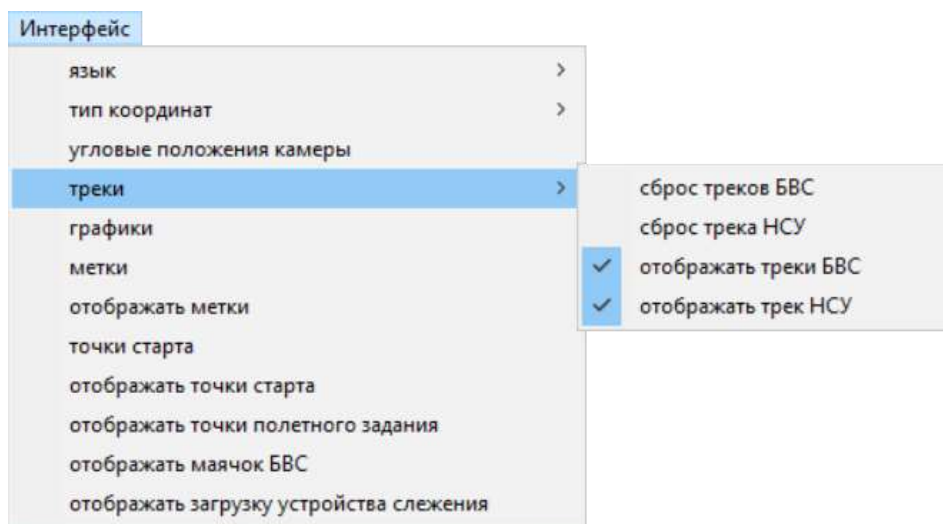 Интерфейс
язык
тип координат
угловые положения камеры
треки
графики
метки
отображать метки
точки старта
отображать точки старта
отображать точки полетного задания
отображать маячок БВС
отображать загрузку устройства слежения
сброс треков БВС
сброс трека НСУ
отображать треки БВС
отображать трек НСУ